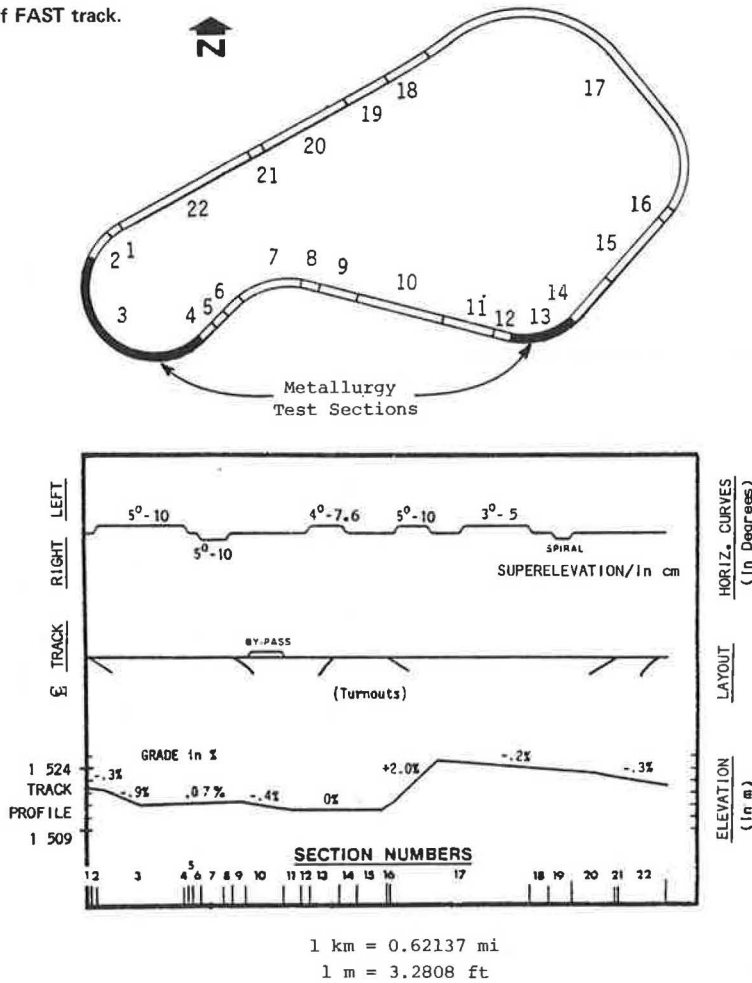 f FAST track.
N
18
17
19
20
21
22
16
1
2
7
8
9
10
15
6
5
4
3
11
12
13
14
Metallurgy
Test Sections
LEFT
RIGHT
5⁰-10
5⁰-10
4⁰-7.6
5⁰-10
3⁰-5
SPIRAL
SUPERELEVATION/in cm
HORIZ. CURVES
(in Degrees)
℄ TRACK
BY-PASS
(Turnouts)
LAYOUT
GRADE in %
1 524
TRACK
PROFILE
1 509
-.3%
-.9%
.07%
-.4%
0%
+2.0%
-.2%
-.3%
ELEVATION
(in m)
SECTION NUMBERS
1 2 3 4 5 6 7 8 9 10 11 12 13 14 15 16 17 18 19 20 21 22
1 km = 0.62137 mi
1 m = 3.2808 ft